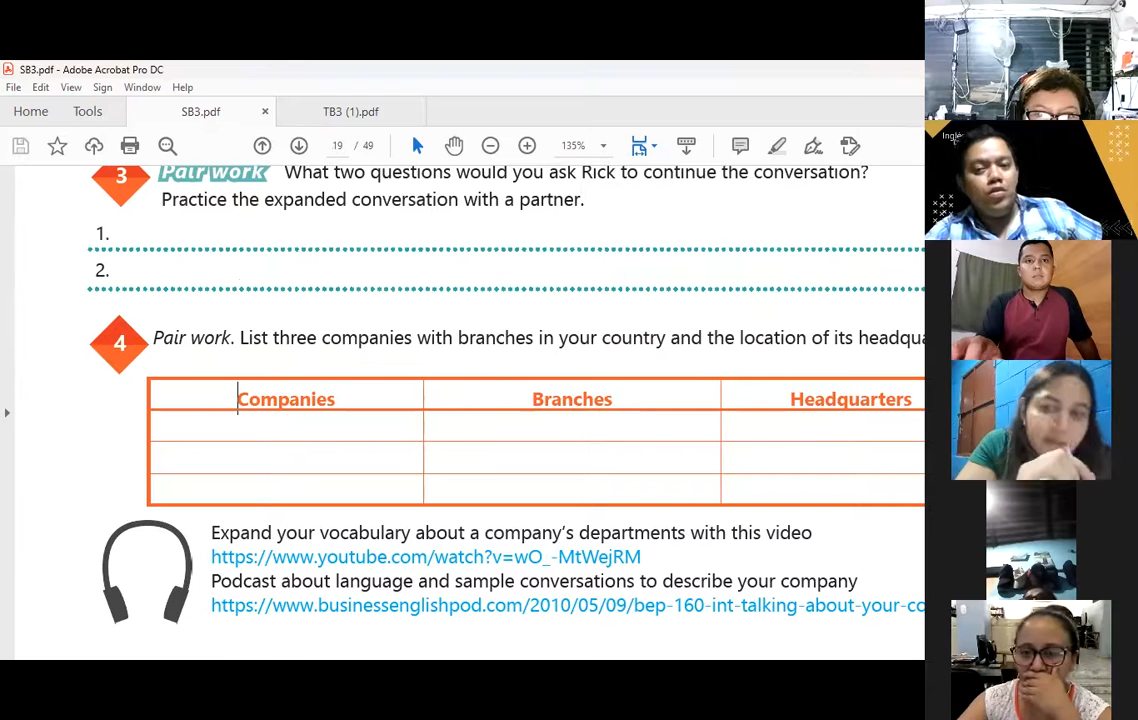 SB3.pdf - Adobe Acrobat Pro DC
File Edit View Sign Window Help
Home Tools SB3.pdf × TB3 (1).pdf
19 / 49 135%
3 Pair work What two questions would you ask Rick to continue the conversation?
Practice the expanded conversation with a partner.
1.
2.
4 Pair work. List three companies with branches in your country and the location of its headqua
Companies Branches Headquarters
Expand your vocabulary about a company's departments with this video
https://www.youtube.com/watch?v=wO_-MtWejRM
Podcast about language and sample conversations to describe your company
https://www.businessenglishpod.com/2010/05/09/bep-160-int-talking-about-your-co
Inglé